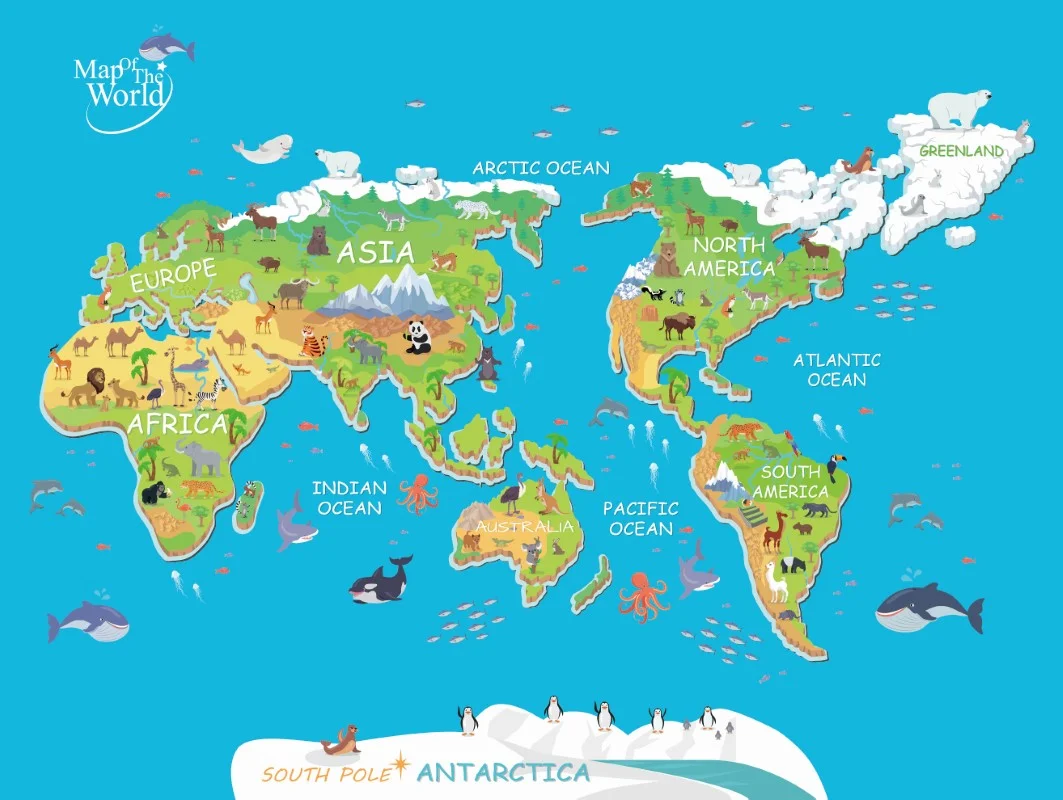 Map Of The
World
ARCTIC OCEAN
GREENLAND
EUROPE
ASIA
NORTH
AMERICA
ATLANTIC
OCEAN
AFRICA
SOUTH
AMERICA
INDIAN
OCEAN
PACIFIC
OCEAN
AUSTRALIA
SOUTH POLE
ANTARCTICA